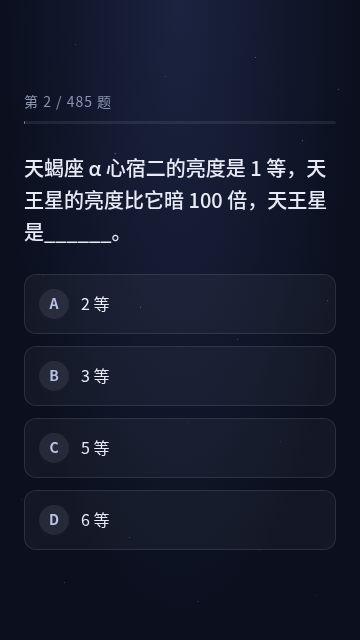 第 2 / 485 题
天蝎座 α 心宿二的亮度是 1 等，天
王星的亮度比它暗 100 倍，天王星
是______。
A 2 等
B 3 等
C 5 等
D 6 等